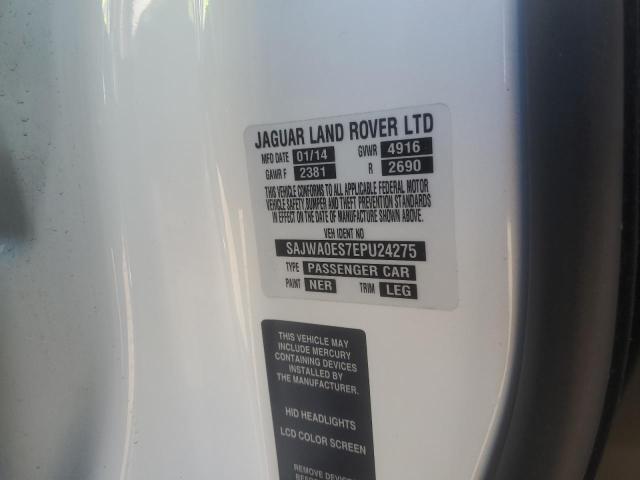 JAGUAR LAND ROVER LTD
MFD DATE 01/14 GVWR 4916
GAWR F 2381 R 2690
THIS VEHICLE CONFORMS TO ALL APPLICABLE FEDERAL MOTOR
VEHICLE SAFETY, BUMPER AND THEFT PREVENTION STANDARDS
IN EFFECT ON THE DATE OF MANUFACTURE SHOWN ABOVE.
VEH IDENT NO
SAJWA0ES7EPU24275
TYPE PASSENGER CAR
PAINT NER TRIM LEG
THIS VEHICLE MAY
INCLUDE MERCURY
CONTAINING DEVICES
INSTALLED BY
THE MANUFACTURER.
HID HEADLIGHTS
LCD COLOR SCREEN
REMOVE DEVICES